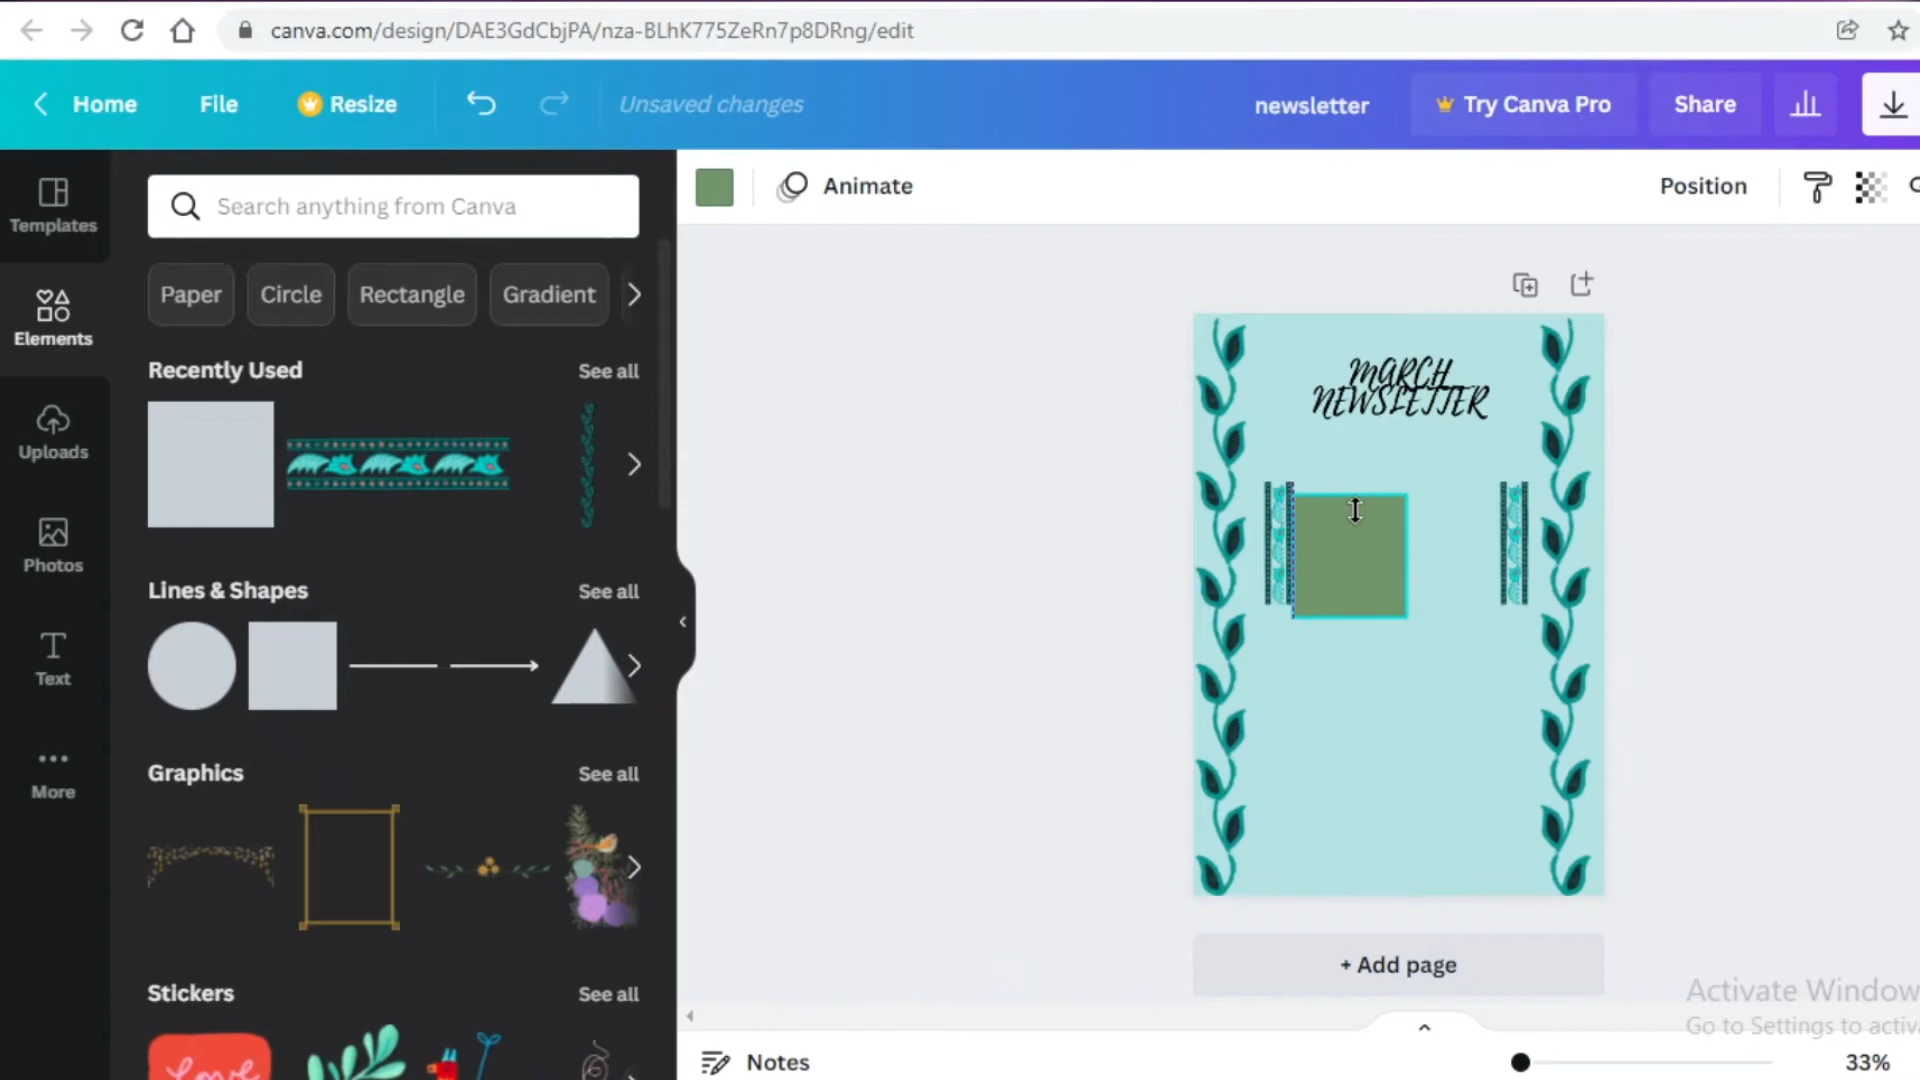 canva.com/design/DAE3GdCbjPA/nza-BLhK775ZeRn7p8DRng/edit
Home File Resize Unsaved changes newsletter Try Canva Pro Share
Templates
Elements
Uploads
Photos
Text
More
Search anything from Canva
Paper Circle Rectangle Gradient
Recently Used See all
Lines & Shapes See all
Graphics See all
Stickers See all
Love
Animate Position
MARCH
NEWSLETTER
+ Add page
Activate Window
Go to Settings to activa
Notes 33%